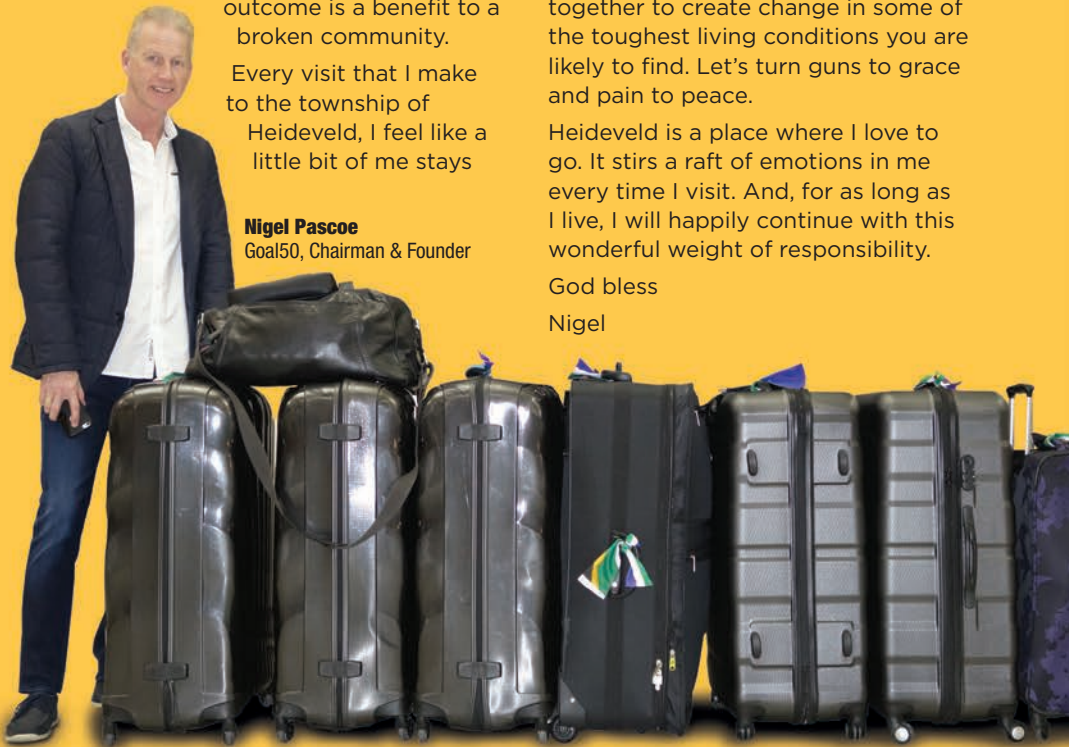 outcome is a benefit to a
broken community.
Every visit that I make
to the township of
Heideveld, I feel like a
little bit of me stays
Nigel Pascoe
Goal50, Chairman & Founder
together to create change in some of
the toughest living conditions you are
likely to find. Let’s turn guns to grace
and pain to peace.
Heideveld is a place where I love to
go. It stirs a raft of emotions in me
every time I visit. And, for as long as
I live, I will happily continue with this
wonderful weight of responsibility.
God bless
Nigel